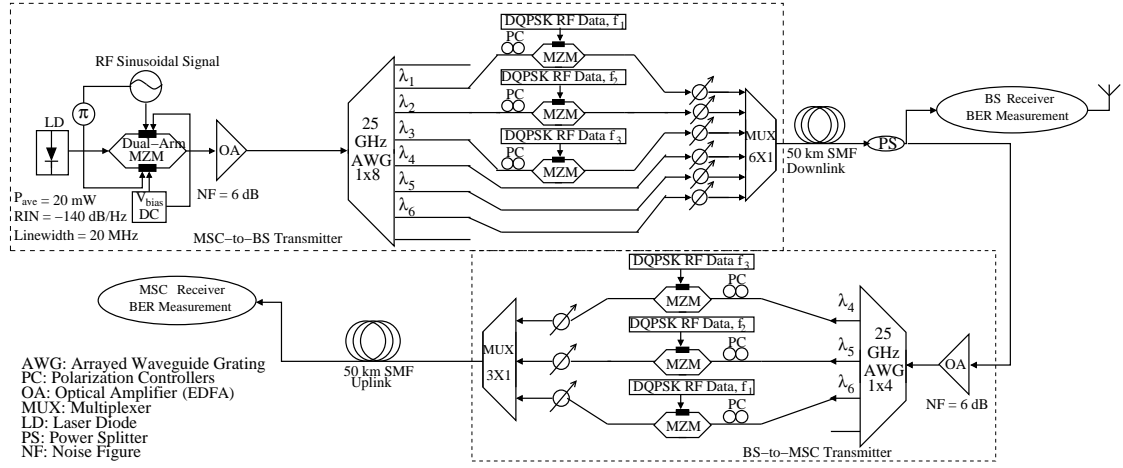 DQPSK RF Data, f1
PC
MZM
RF Sinusoidal Signal
π
LD
Dual-Arm
MZM
Vbias
DC
Pave = 20 mW
RIN = -140 dB/Hz
Linewidth = 20 MHz
OA
NF = 6 dB
MSC-to-BS Transmitter
25
GHz
AWG
1x8
λ1
λ2
λ3
λ4
λ5
λ6
DQPSK RF Data, f2
PC
MZM
DQPSK RF Data f3
PC
MZM
MUX
6X1
50 km SMF
Downlink
PS
BS Receiver
BER Measurement
MSC Receiver
BER Measurement
50 km SMF
Uplink
MUX
3X1
DQPSK RF Data f3
PC
MZM
DQPSK RF Data, f2
PC
MZM
DQPSK RF Data, f1
PC
MZM
λ4
λ5
λ6
25
GHz
AWG
1x4
OA
NF = 6 dB
BS-to-MSC Transmitter
AWG: Arrayed Waveguide Grating
PC: Polarization Controllers
OA: Optical Amplifier (EDFA)
MUX: Multiplexer
LD: Laser Diode
PS: Power Splitter
NF: Noise Figure